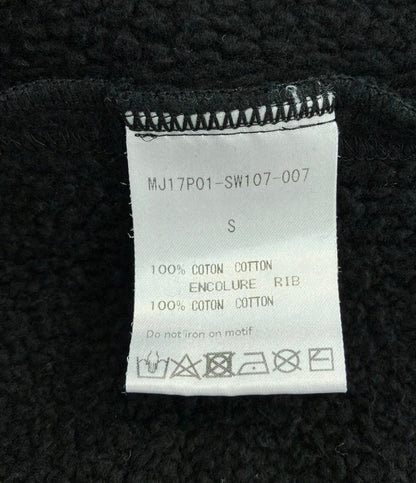 MJ17P01-SW107-007
S
100% COTON COTTON
ENCOLURE RIB
100% COTON COTTON
Do not iron on motif